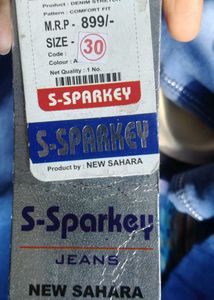 Product : DENIM STRETCH
Pattern : COMFORT FIT
M.R.P - 899/-
SIZE - 30
Code :
Colour : A
Net Quality : 1 No.
S-SPARKEY
S-SPARKEY
Product by : NEW SAHARA
S-Sparkey
JEANS
NEW SAHARA